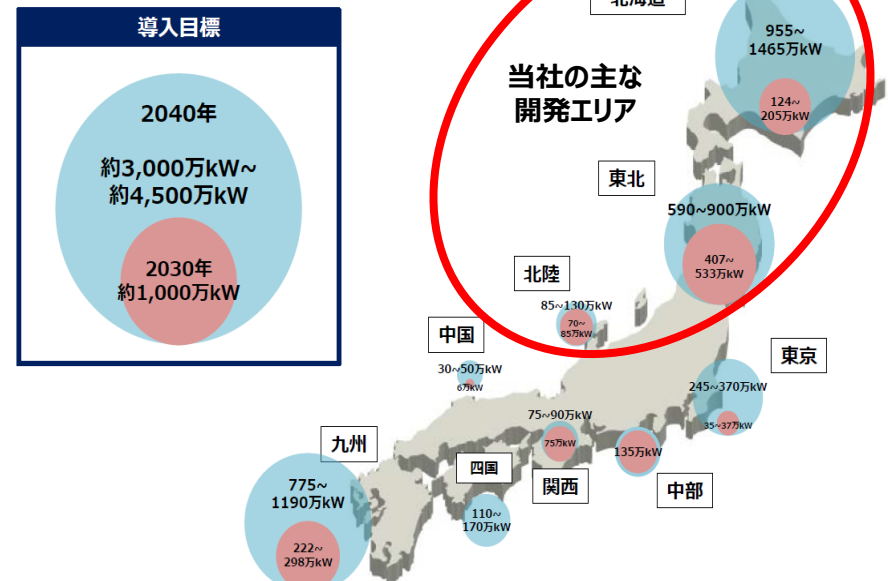 導入目標
2040年
約3,000万kW~
約4,500万kW
2030年
約1,000万kW
北海道
955~
1465万kW
124~
205万kW
当社の主な
開発エリア
東北
590~900万kW
407~
533万kW
北陸
85~130万kW
70~
85万kW
中国
30~50万kW
6万kW
東京
245~370万kW
35~37万kW
75~90万kW
75万kW
関西
135万kW
中部
九州
775~
1190万kW
222~
298万kW
四国
110~
170万kW